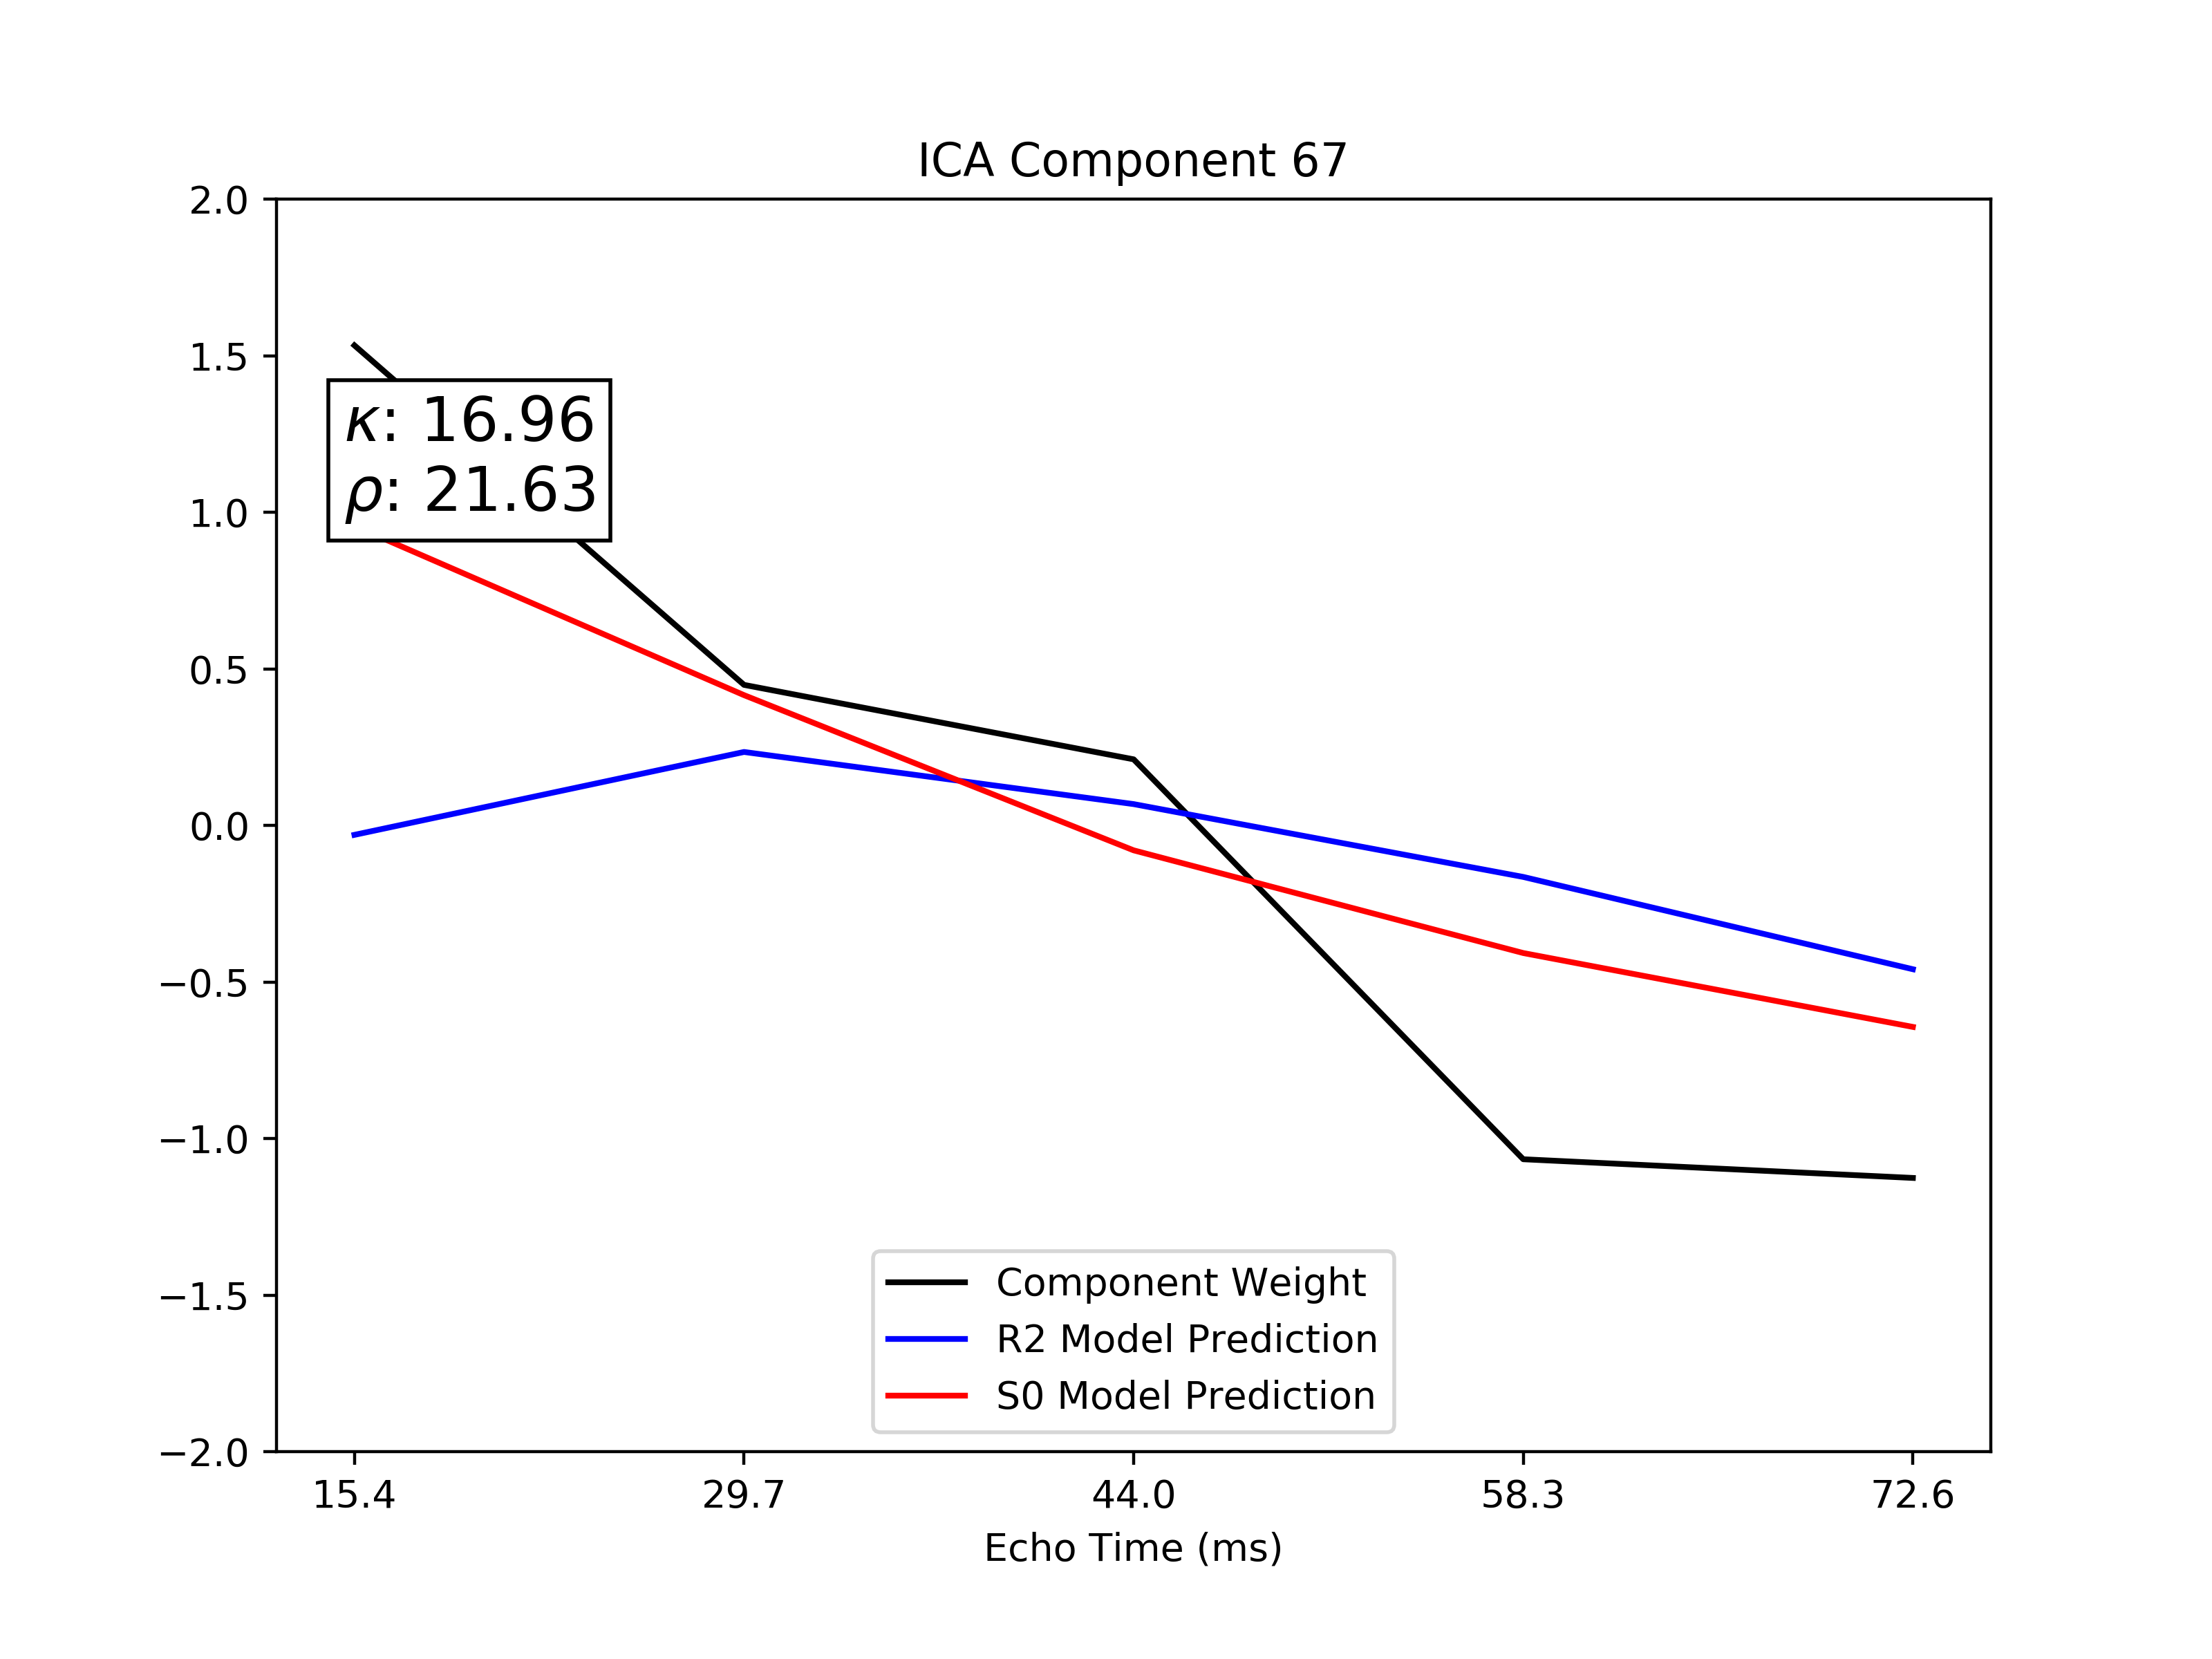 ICA Component 67
2.0
1.5
1.0
0.5
0.0
−0.5
−1.0
−1.5
−2.0
κ: 16.96
ρ: 21.63
Component Weight
R2 Model Prediction
S0 Model Prediction
15.4 29.7 44.0 58.3 72.6
Echo Time (ms)